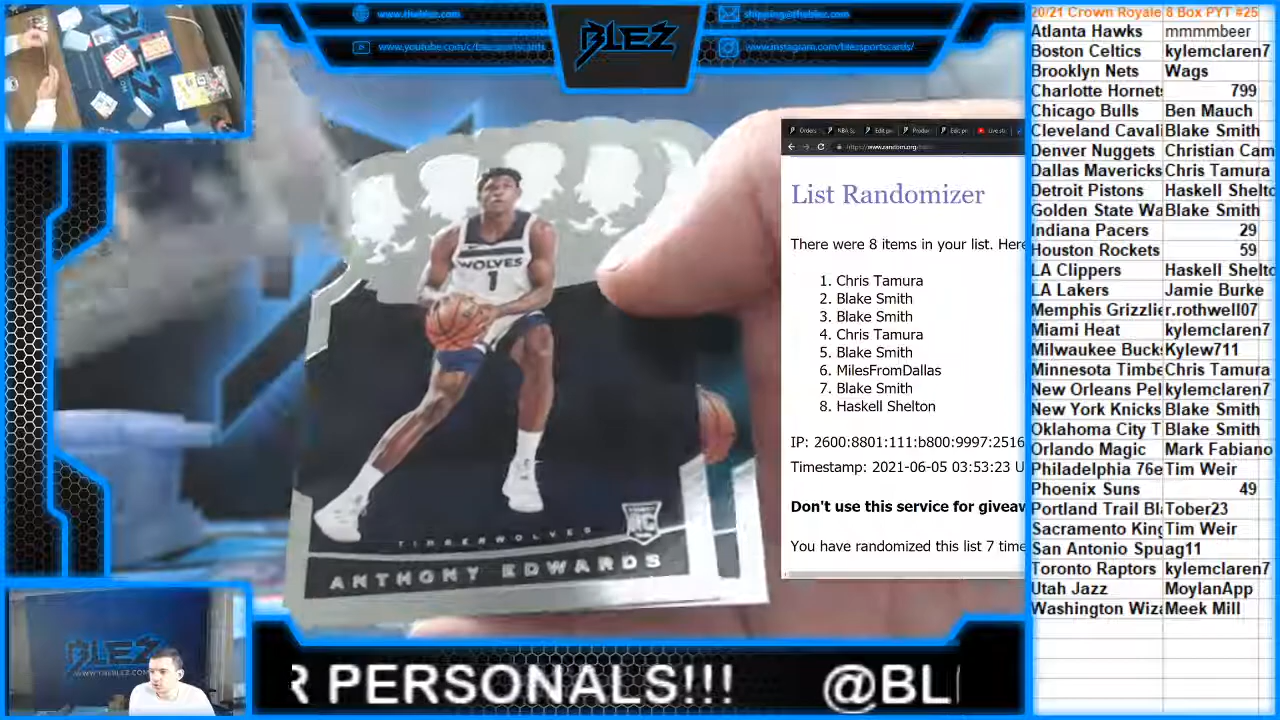 www.theblez.com
shipping@theblez.com
BLEZ
www.instagram.com/blezsportscards/
WOLVES
1
TIMBERWOLVES
RC
ANTHONY EDWARDS
Orders
List Randomizer
There were 8 items in your list. Here
1. Chris Tamura
2. Blake Smith
3. Blake Smith
4. Chris Tamura
5. Blake Smith
6. MilesFromDallas
7. Blake Smith
8. Haskell Shelton
IP: 2600:8801:111:b800:9997:2516
Timestamp: 2021-06-05 03:53:23 U
Don't use this service for giveaw
You have randomized this list 7 time
20/21 Crown Royale 8 Box PYT #25
Atlanta Hawks mmmmbeer
Boston Celtics kylemclaren7
Brooklyn Nets Wags
Charlotte Hornets 799
Chicago Bulls Ben Mauch
Cleveland Cavali Blake Smith
Denver Nuggets Christian Cam
Dallas Mavericks Chris Tamura
Detroit Pistons Haskell Shelto
Golden State Wa Blake Smith
Indiana Pacers 29
Houston Rockets 59
LA Clippers Haskell Shelto
LA Lakers Jamie Burke
Memphis Grizzlie r.rothwell07
Miami Heat kylemclaren7
Milwaukee Bucks Kylew711
Minnesota Timbe Chris Tamura
New Orleans Pel kylemclaren7
New York Knicks Blake Smith
Oklahoma City T Blake Smith
Orlando Magic Mark Fabiano
Philadelphia 76e Tim Weir
Phoenix Suns 49
Portland Trail Bla Tober23
Sacramento King Tim Weir
San Antonio Spu ag11
Toronto Raptors kylemclaren7
Utah Jazz MoylanApp
Washington Wiza Meek Mill
BLEZ
WWW.THEBLEZ.COM
R PERSONALS!!! @BL